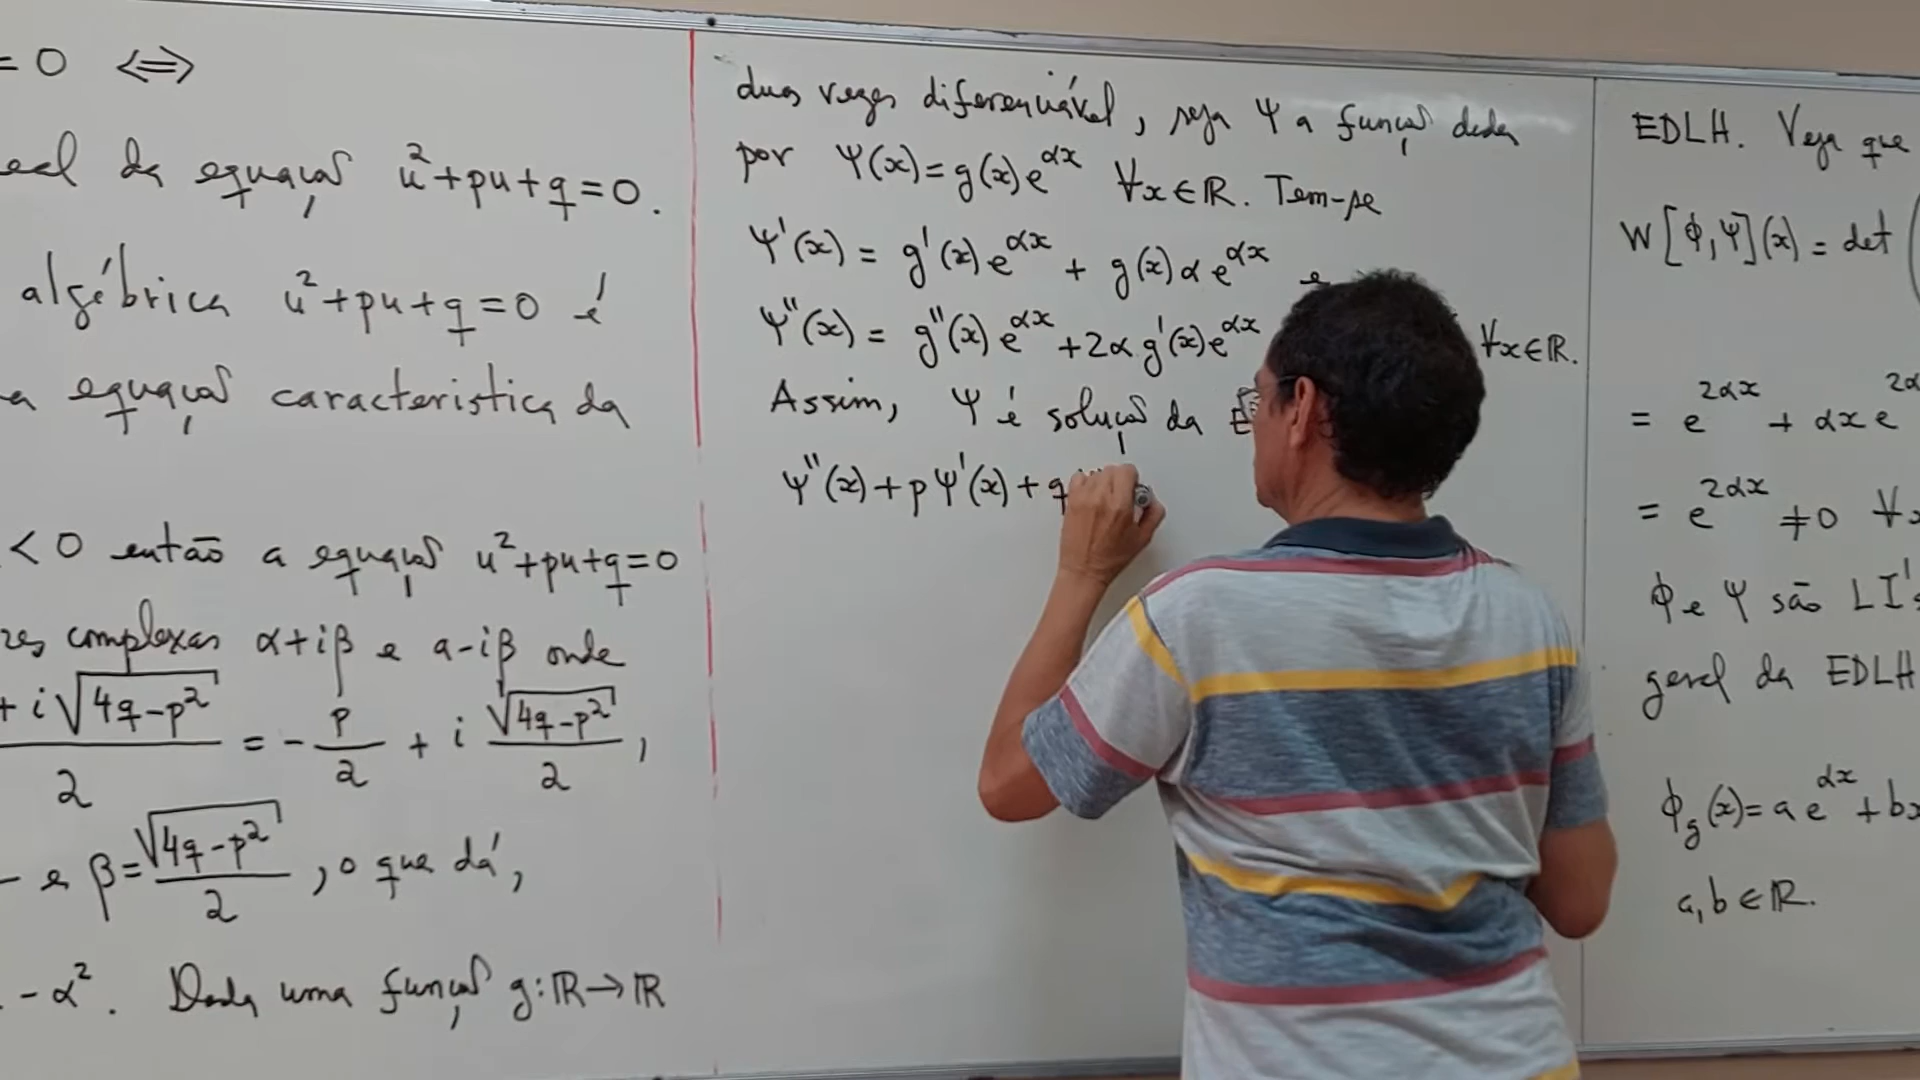 = 0 ⟺
da equação u²+pu+q=0.
algébrica u²+pu+q=0 é
a equação característica da
< 0 então a equação u²+pu+q=0
complexas α+iβ e a-iβ onde
+ i√(4q-p²) / 2 = - p/2 + i √(4q-p²)/2 ,
e β = √(4q-p²)/2 , o que dá,
- α². Dada uma função g:ℝ→ℝ
duas vezes diferenciável, seja Ψ a função dada
por Ψ(x)=g(x)e^{αx} ∀x∈ℝ. Tem-se
Ψ'(x) = g'(x)e^{αx} + g(x)αe^{αx} e
Ψ''(x) = g''(x)e^{αx}+2αg'(x)e^{αx} ∀x∈ℝ.
Assim, Ψ é solução da
Ψ''(x)+pΨ'(x)+q
EDLH. Veja que
W[ϕ,Ψ](x) = det (
= e^{2αx} + αxe
= e^{2αx} ≠0
ϕ e Ψ são LI's
geral da EDLH
ϕ_g(x)=ae^{αx}+b
a,b∈ℝ.